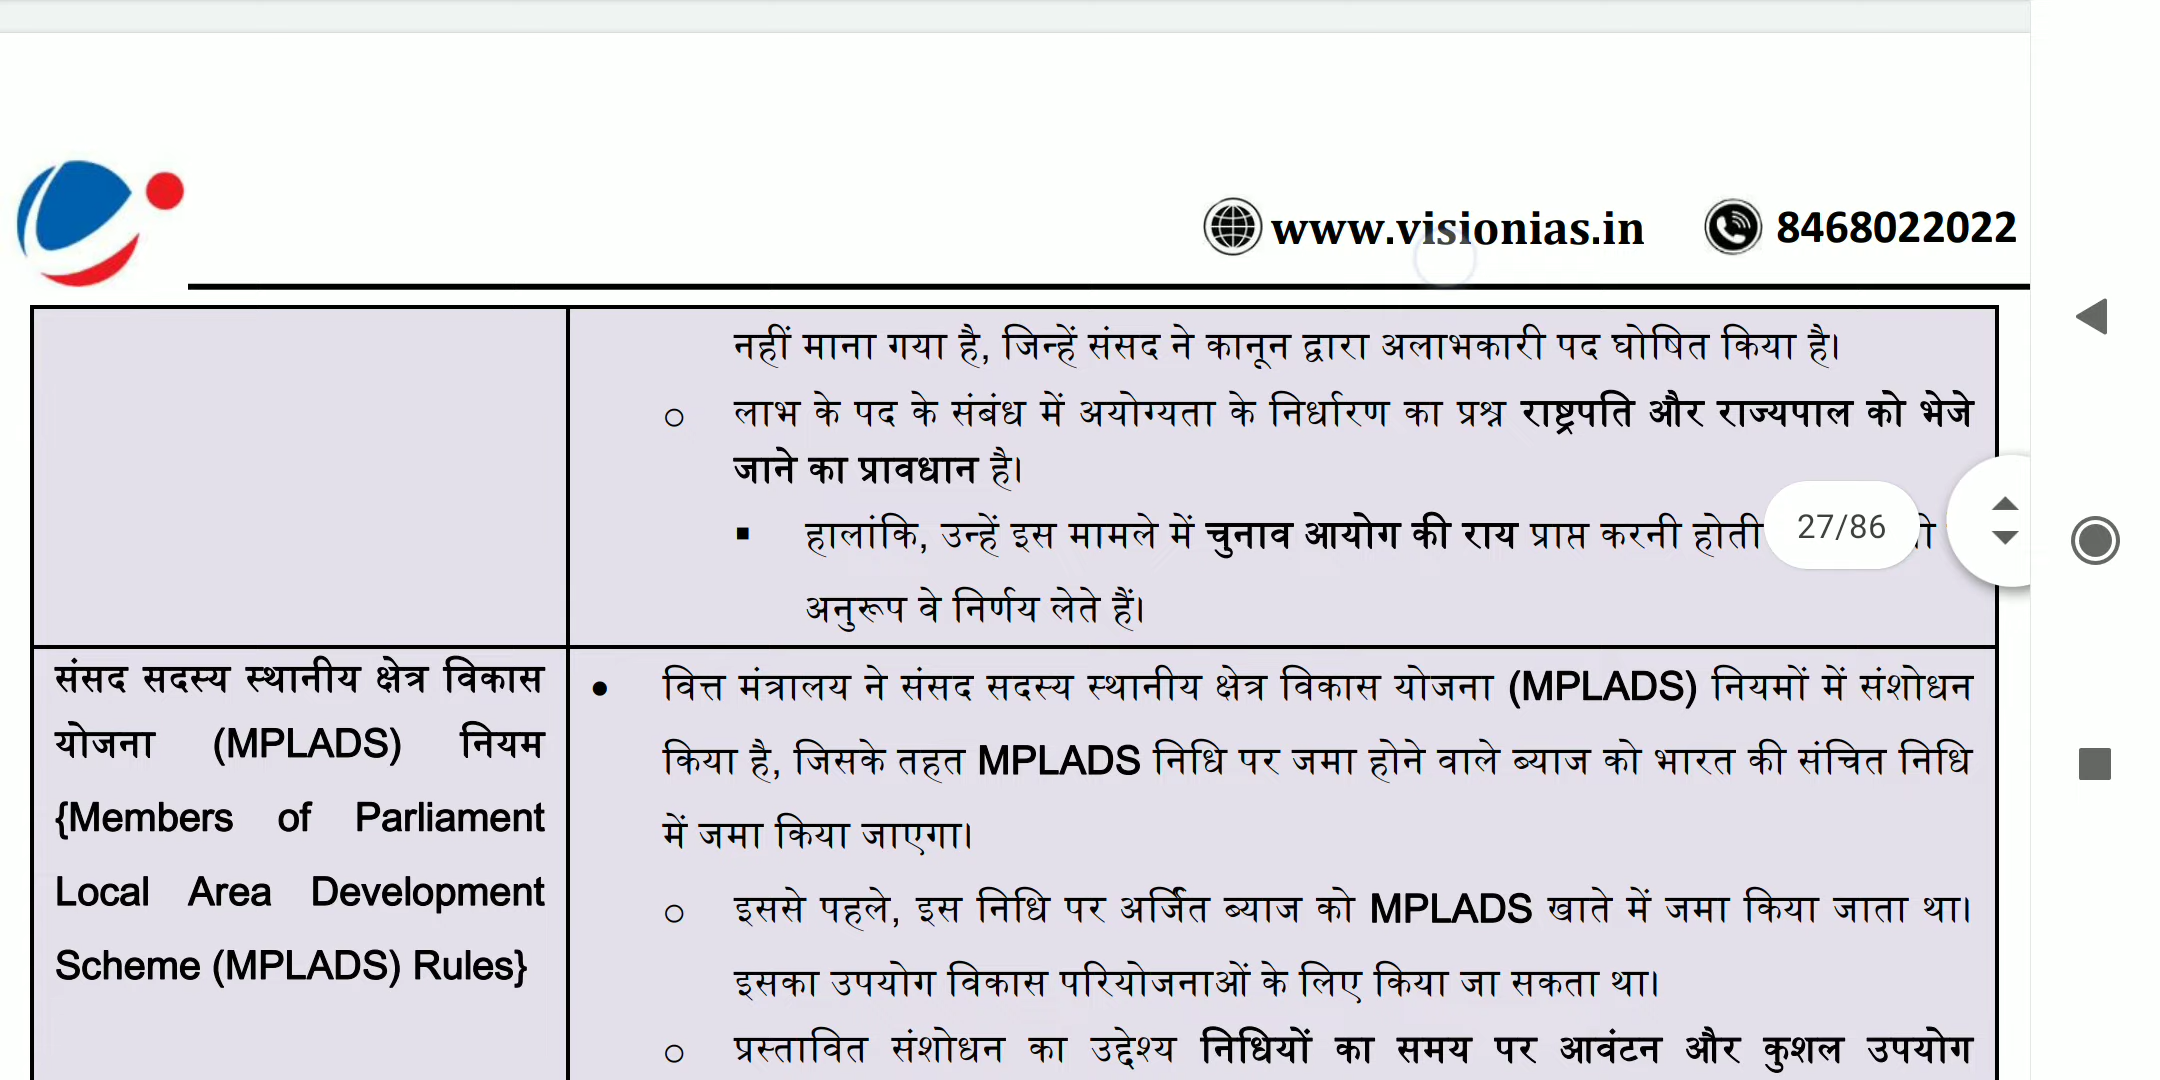 www.visionias.in 8468022022
नहीं माना गया है, जिन्हें संसद ने कानून द्वारा अलाभकारी पद घोषित किया है।
लाभ के पद के संबंध में अयोग्यता के निर्धारण का प्रश्न राष्ट्रपति और राज्यपाल को भेजे
जाने का प्रावधान है।
हालांकि, उन्हें इस मामले में चुनाव आयोग की राय प्राप्त करनी होती
27/86
अनुरूप वे निर्णय लेते हैं।
संसद सदस्य स्थानीय क्षेत्र विकास
योजना (MPLADS) नियम
{Members of Parliament
Local Area Development
Scheme (MPLADS) Rules}
वित्त मंत्रालय ने संसद सदस्य स्थानीय क्षेत्र विकास योजना (MPLADS) नियमों में संशोधन
किया है, जिसके तहत MPLADS निधि पर जमा होने वाले ब्याज को भारत की संचित निधि
में जमा किया जाएगा।
इससे पहले, इस निधि पर अर्जित ब्याज को MPLADS खाते में जमा किया जाता था।
इसका उपयोग विकास परियोजनाओं के लिए किया जा सकता था।
प्रस्तावित संशोधन का उद्देश्य निधियों का समय पर आवंटन और कुशल उपयोग